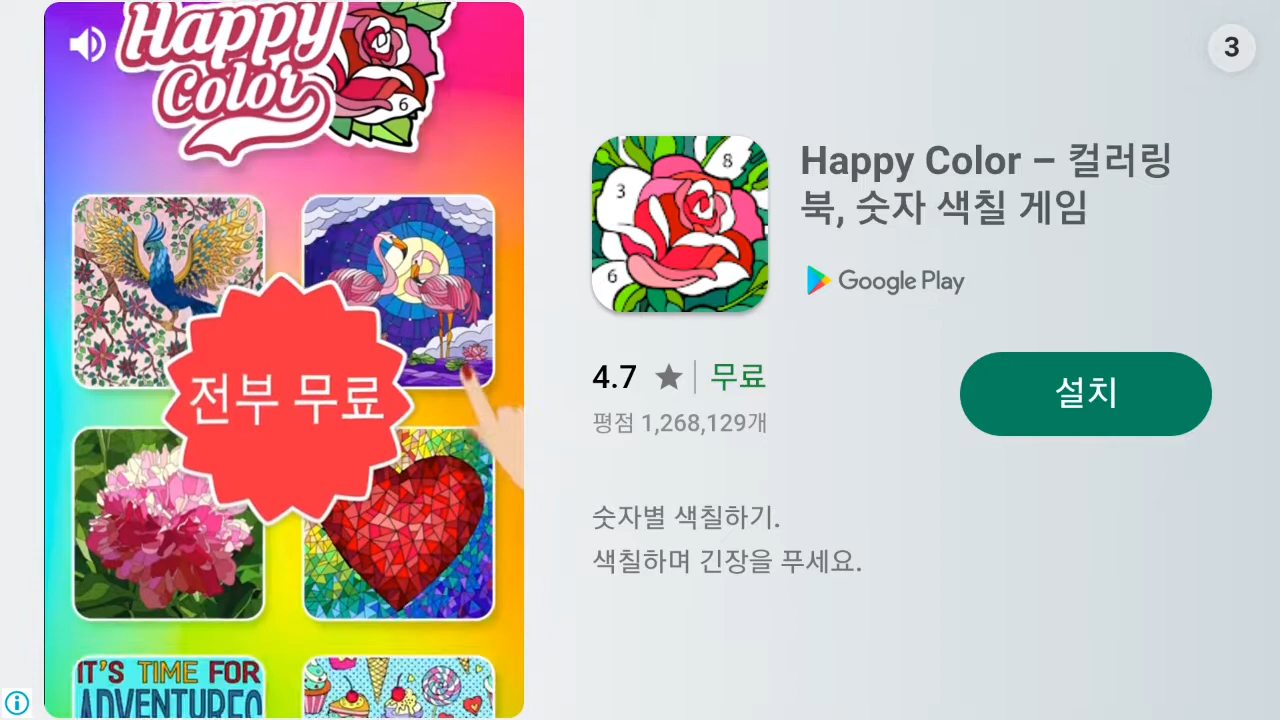 Happy
Color
6
전부 무료
IT'S TIME FOR
3
8
3
6
Happy Color – 컬러링
북, 숫자 색칠 게임
Google Play
4.7
무료
평점 1,268,129개
설치
숫자별 색칠하기.
색칠하며 긴장을 푸세요.